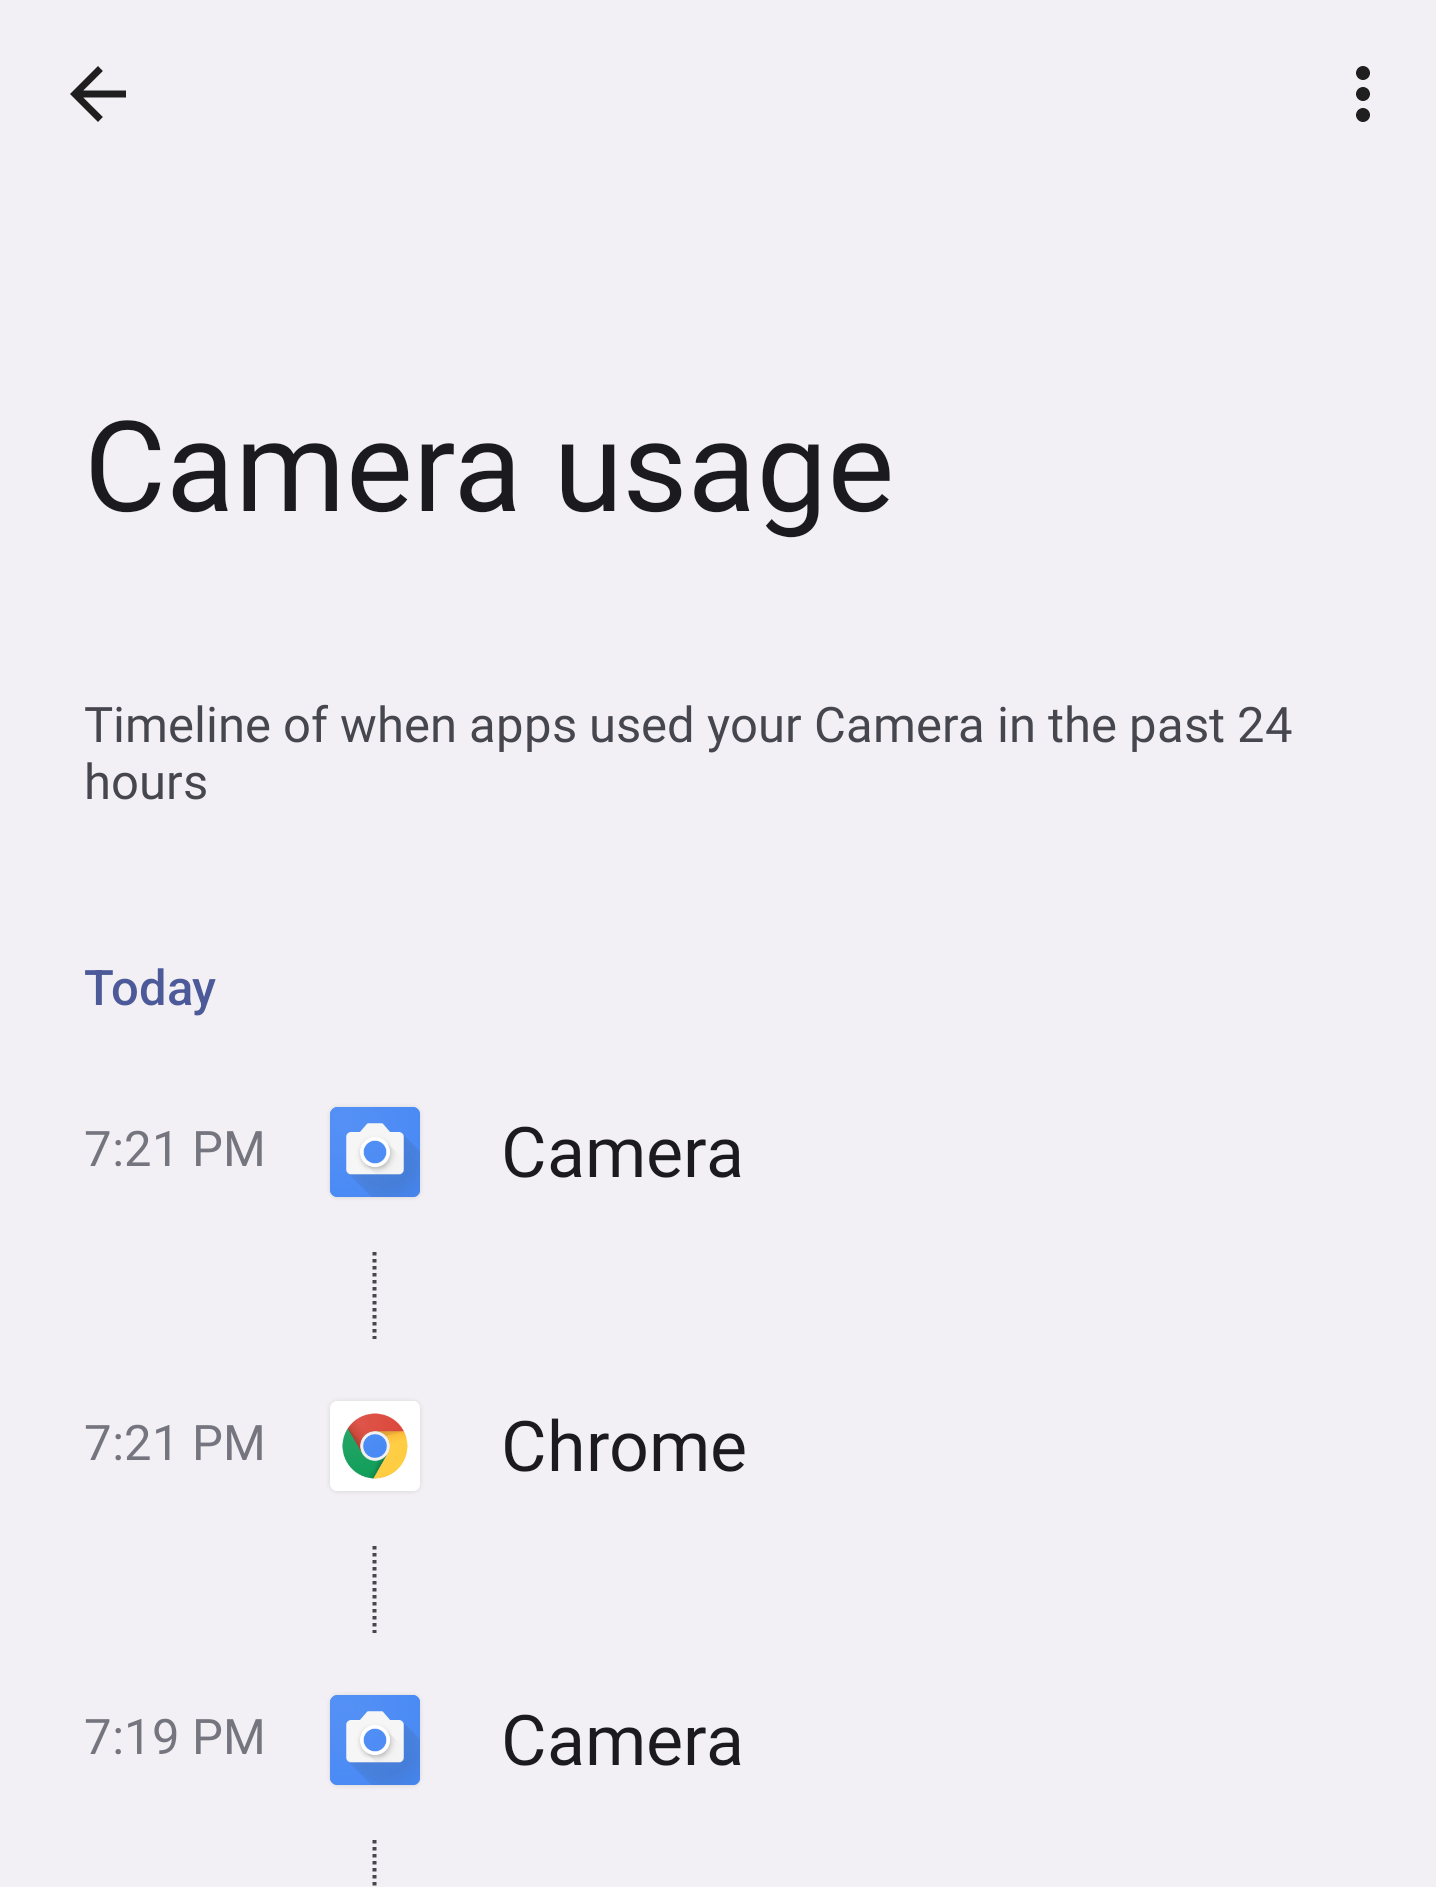 Camera usage
Timeline of when apps used your Camera in the past 24
hours
Today
7:21 PM Camera
7:21 PM Chrome
7:19 PM Camera